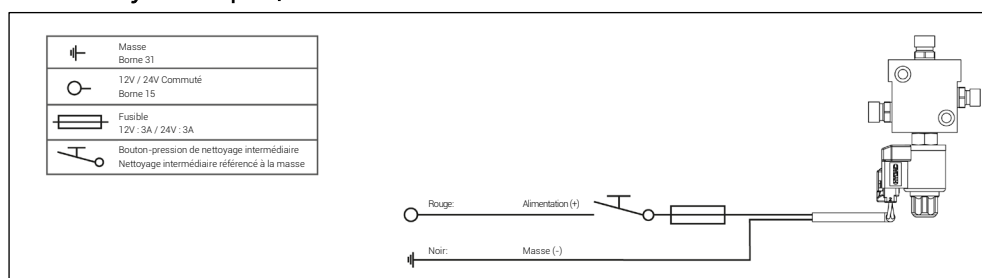 Masse
Borne 31
12V / 24V Commuté
Borne 15
Fusible
12V : 3A / 24V : 3A
Bouton-pression de nettoyage intermédiaire
Nettoyage intermédiaire référencé à la masse
Rouge: Alimentation (+)
Noir: Masse (-)